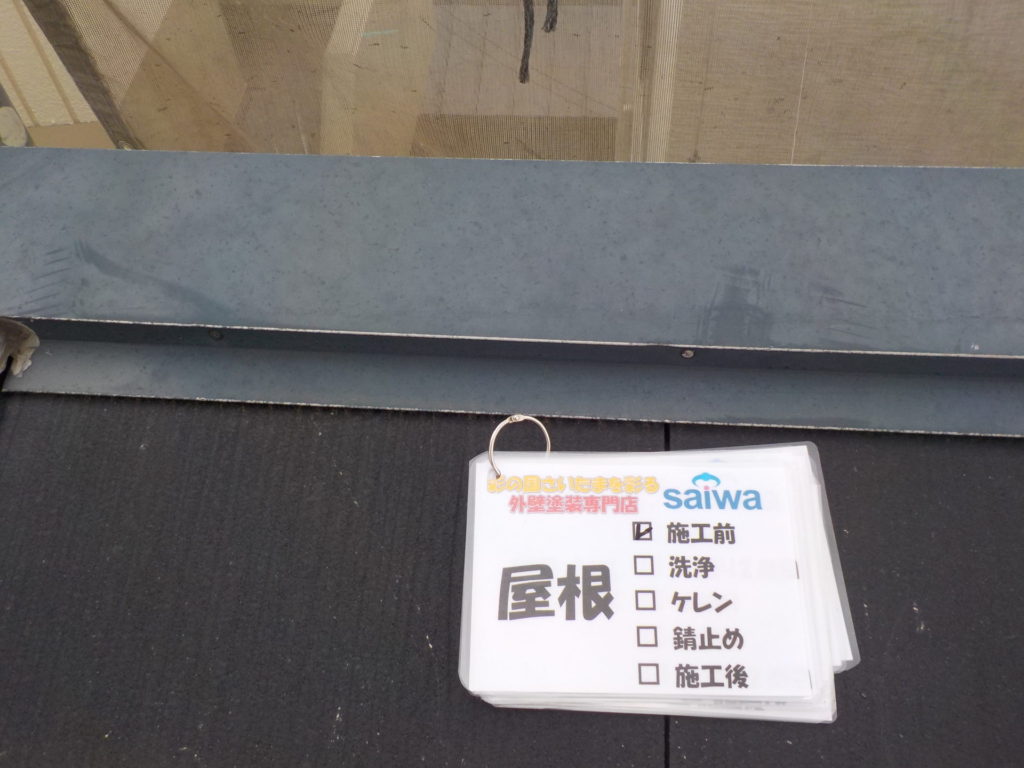 彩の国さいたまを彩る
外壁塗装専門店
saiwa
屋根
施工前
洗浄
ケレン
錆止め
施工後